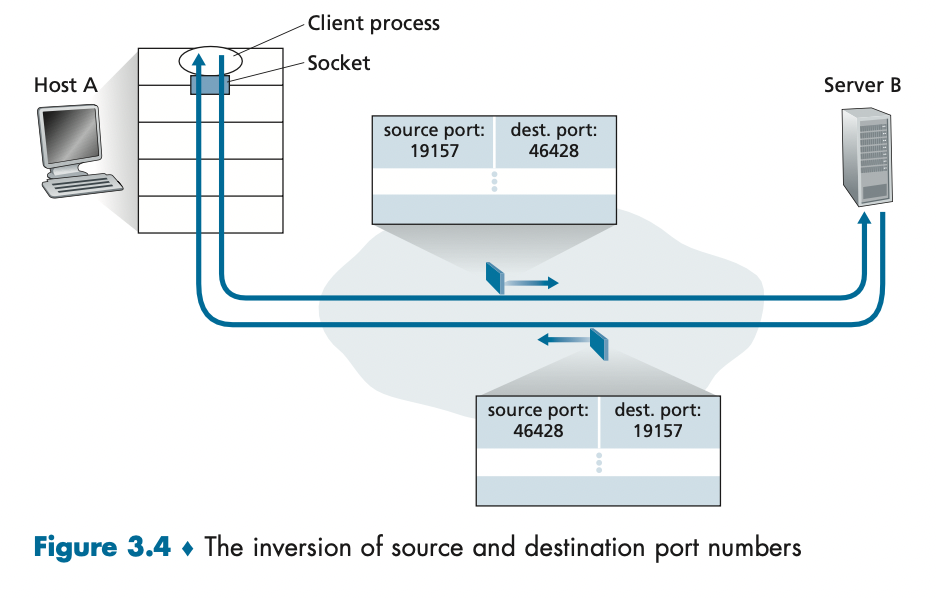 Client process
Socket
Host A
Server B
source port:
19157
dest. port:
46428
source port:
46428
dest. port:
19157
Figure 3.4 ♦ The inversion of source and destination port numbers